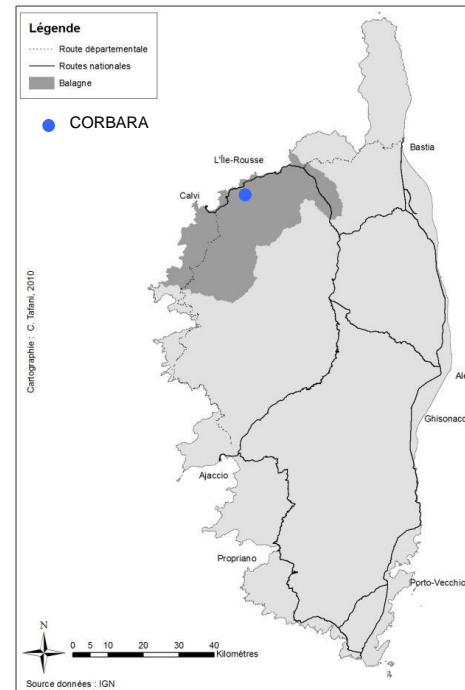 Légende
Route départementale
Routes nationales
Balagne
CORBARA
Bastia
L'Île-Rousse
Calvi
Cartographie : C. Tafani, 2010
Alé
Ghisonacc
Ajaccio
Propriano
Porto-Vecchio
N
0 5 10 20 30 40
Kilomètres
Source données : IGN